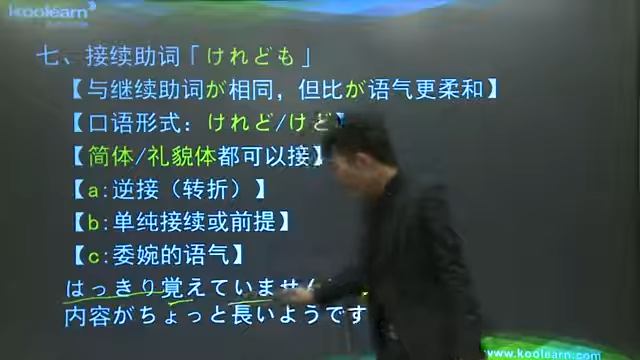 koolearn
七、接续助词「けれども」
【与继续助词が相同，但比が语气更柔和】
【口语形式：けれど/けど】
【简体/礼貌体都可以接】
【a:逆接（转折）】
【b:单纯接续或前提】
【c:委婉的语气】
はっきり覚えていません
内容がちょっと長いようです
www.koolearn.com